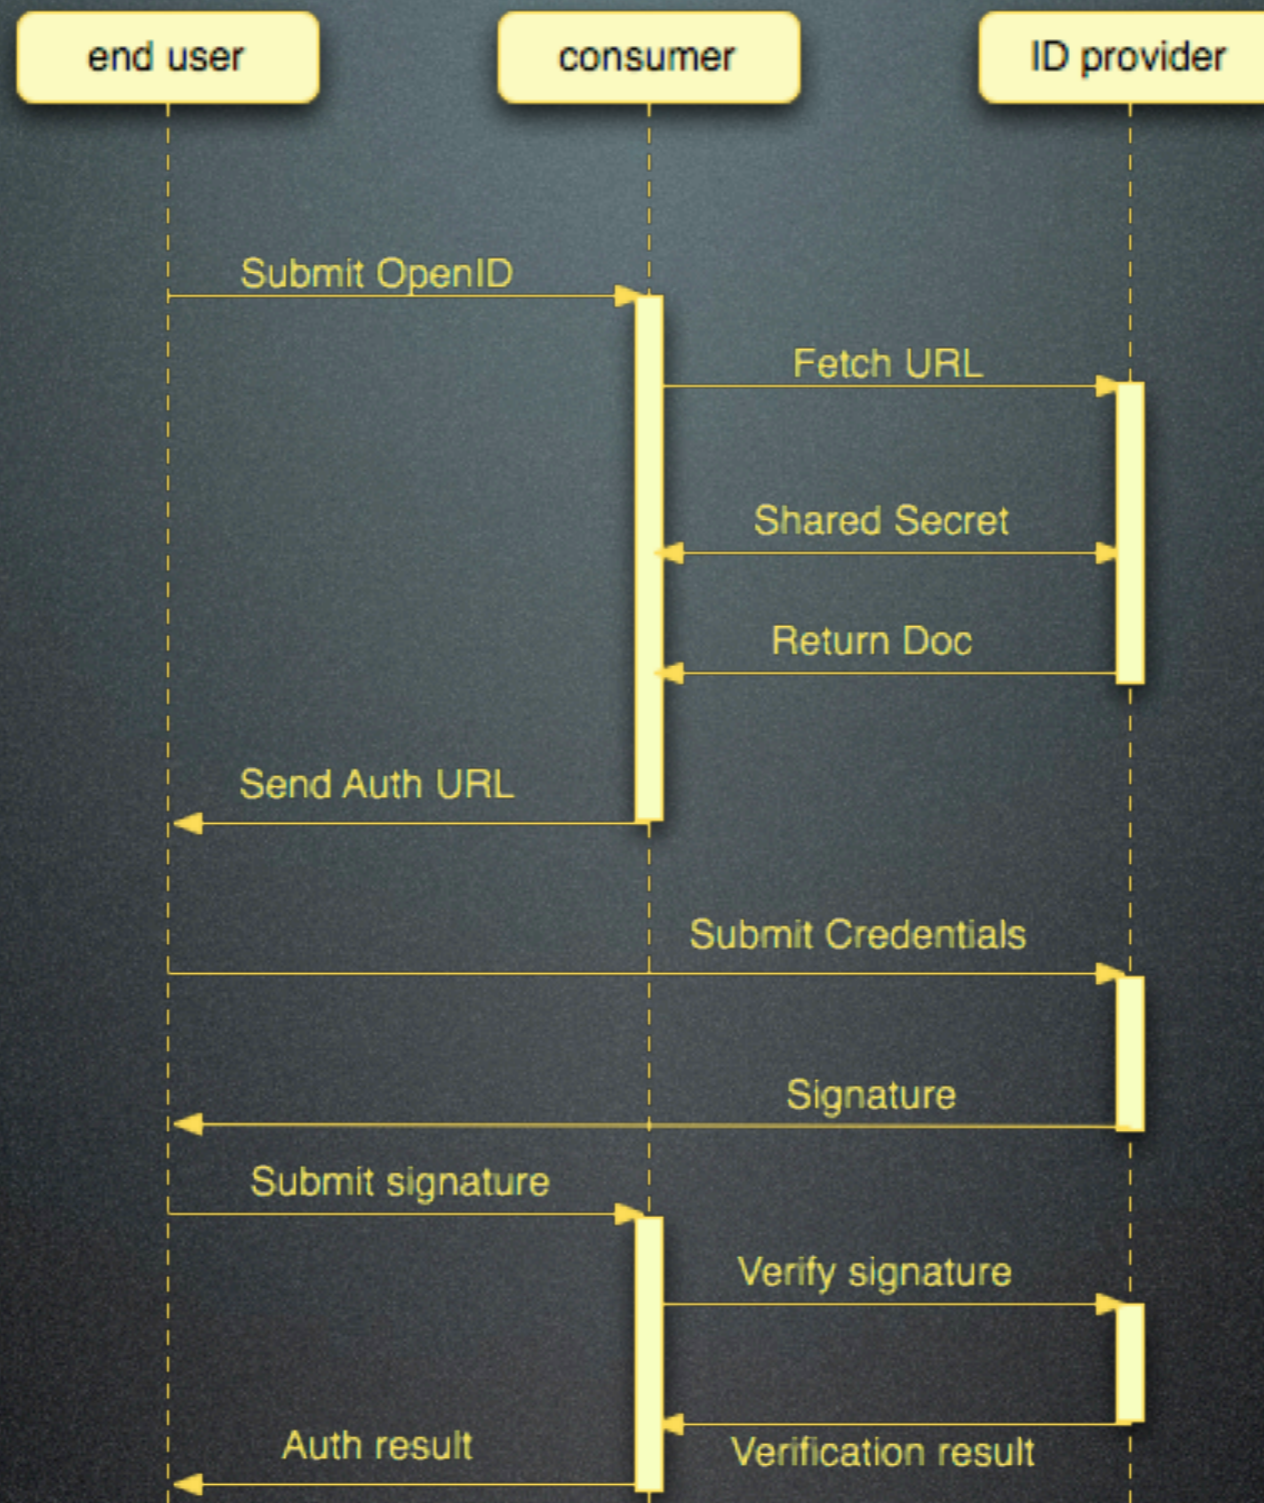 end user
consumer
ID provider
Submit OpenID
Fetch URL
Shared Secret
Return Doc
Send Auth URL
Submit Credentials
Signature
Submit signature
Verify signature
Auth result
Verification result